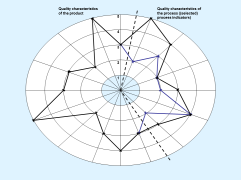 Quality characteristics
of the product
Quality characteristics of
the process ((selected)
process indicators)